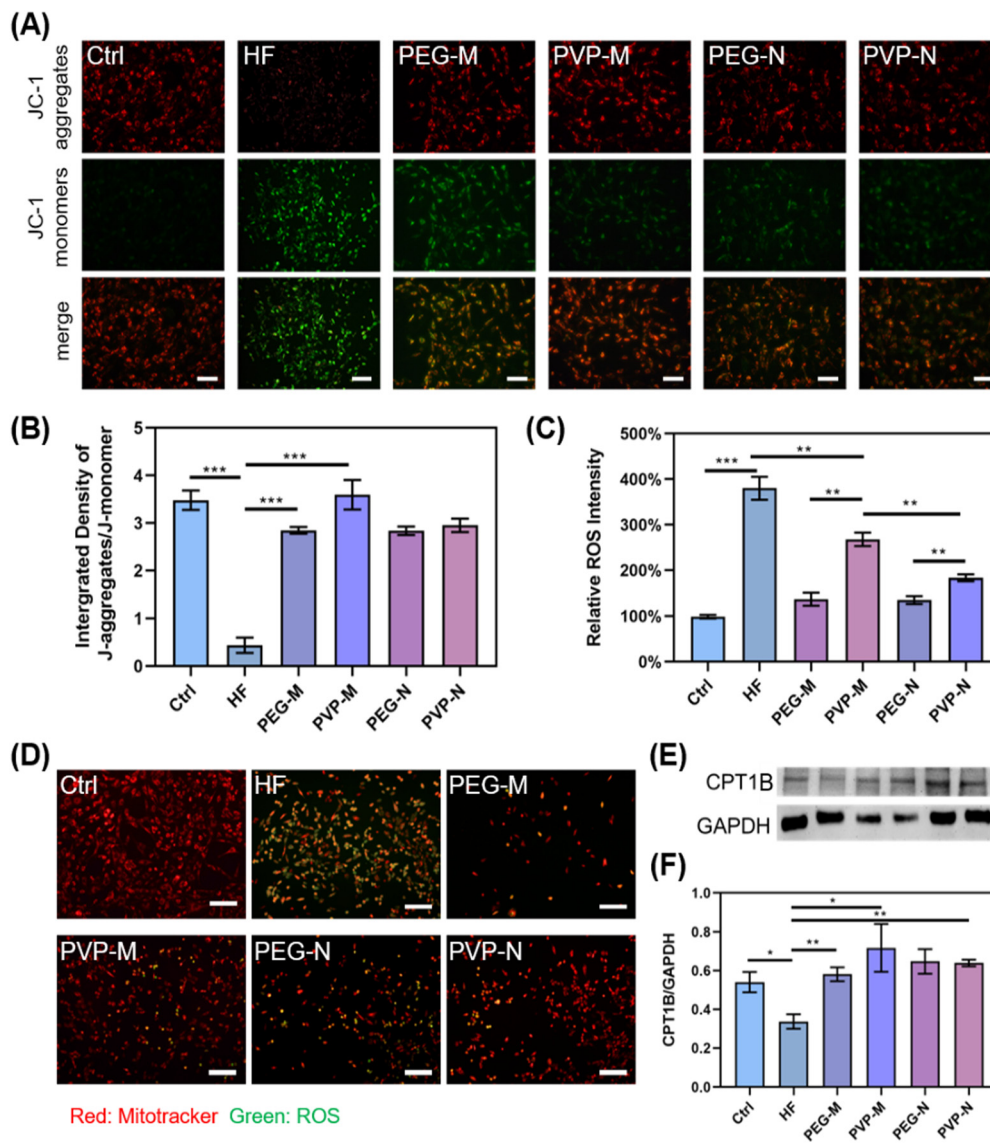 (A)
Ctrl HF PEG-M PVP-M PEG-N PVP-N
JC-1 aggregates
JC-1 monomers
merge
(B)
Intergrated Density of
J-aggregates/J-monomer
5
4
3
2
1
0
*** *** ***
Ctrl HF PEG-M PVP-M PEG-N PVP-N
(C)
Relative ROS Intensity
500%
400%
300%
200%
100%
0%
*** ** ** ** **
Ctrl HF PEG-M PVP-M PEG-N PVP-N
(D)
Ctrl HF PEG-M
PVP-M PEG-N PVP-N
Red: Mitotracker Green: ROS
(E)
CPT1B
GAPDH
(F)
CPT1B/GAPDH
1.0
0.8
0.6
0.4
0.2
0.0
* ** * **
Ctrl HF PEG-M PVP-M PEG-N PVP-N